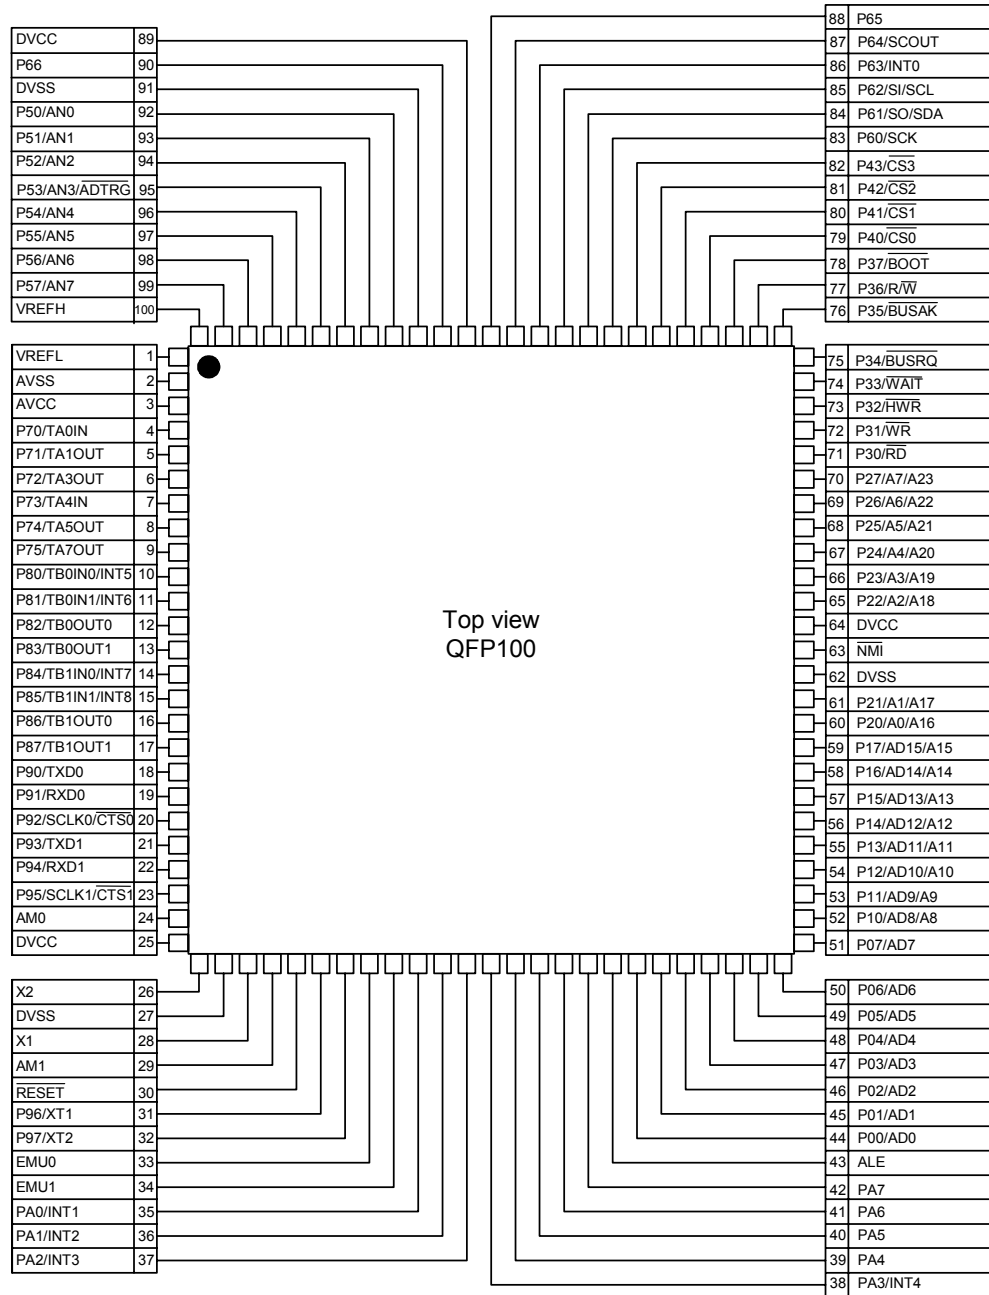 88 P65
87 P64/SCOUT
86 P63/INT0
85 P62/SI/SCL
84 P61/SO/SDA
83 P60/SCK
82 P43/CS3
81 P42/CS2
80 P41/CS1
79 P40/CS0
78 P37/BOOT
77 P36/R/W
76 P35/BUSAK
DVCC 89
P66 90
DVSS 91
P50/AN0 92
P51/AN1 93
P52/AN2 94
P53/AN3/ADTRG 95
P54/AN4 96
P55/AN5 97
P56/AN6 98
P57/AN7 99
VREFH 100
VREFL 1
AVSS 2
AVCC 3
P70/TA0IN 4
P71/TA1OUT 5
P72/TA3OUT 6
P73/TA4IN 7
P74/TA5OUT 8
P75/TA7OUT 9
P80/TB0IN0/INT5 10
P81/TB0IN1/INT6 11
P82/TB0OUT0 12
P83/TB0OUT1 13
P84/TB1IN0/INT7 14
P85/TB1IN1/INT8 15
P86/TB1OUT0 16
P87/TB1OUT1 17
P90/TXD0 18
P91/RXD0 19
P92/SCLK0/CTS0 20
P93/TXD1 21
P94/RXD1 22
P95/SCLK1/CTS1 23
AM0 24
DVCC 25
Top view
QFP100
75 P34/BUSRQ
74 P33/WAIT
73 P32/HWR
72 P31/WR
71 P30/RD
70 P27/A7/A23
69 P26/A6/A22
68 P25/A5/A21
67 P24/A4/A20
66 P23/A3/A19
65 P22/A2/A18
64 DVCC
63 NMI
62 DVSS
61 P21/A1/A17
60 P20/A0/A16
59 P17/AD15/A15
58 P16/AD14/A14
57 P15/AD13/A13
56 P14/AD12/A12
55 P13/AD11/A11
54 P12/AD10/A10
53 P11/AD9/A9
52 P10/AD8/A8
51 P07/AD7
X2 26
DVSS 27
X1 28
AM1 29
RESET 30
P96/XT1 31
P97/XT2 32
EMU0 33
EMU1 34
PA0/INT1 35
PA1/INT2 36
PA2/INT3 37
50 P06/AD6
49 P05/AD5
48 P04/AD4
47 P03/AD3
46 P02/AD2
45 P01/AD1
44 P00/AD0
43 ALE
42 PA7
41 PA6
40 PA5
39 PA4
38 PA3/INT4